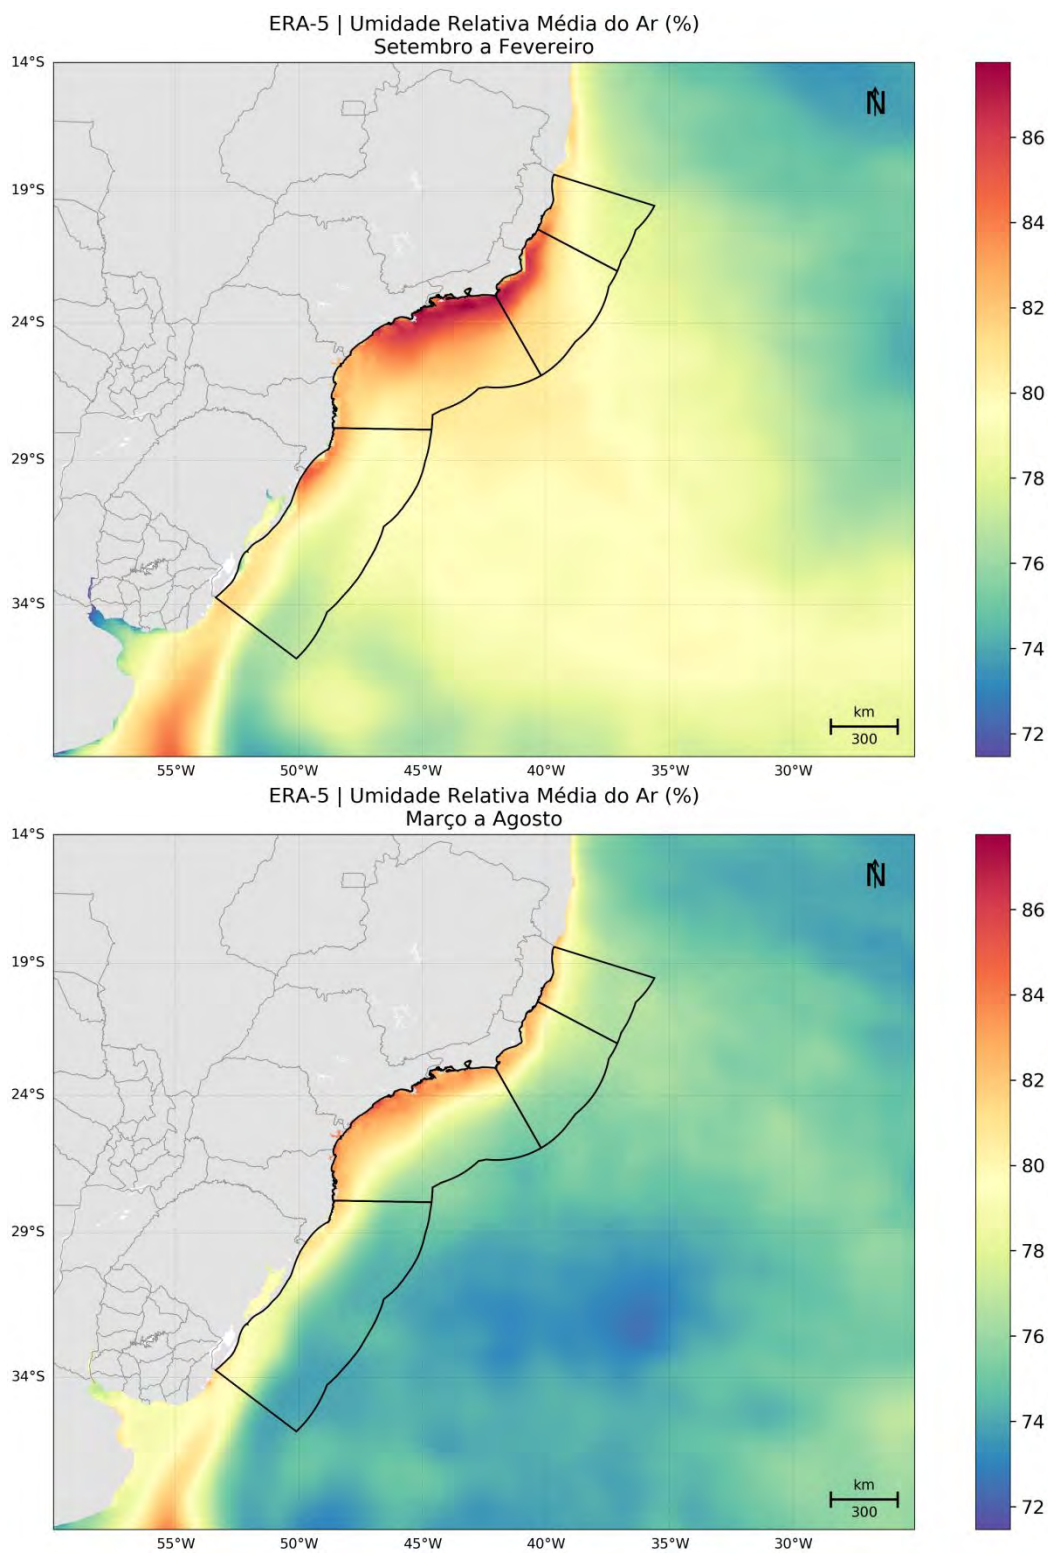 ERA-5 | Umidade Relativa Média do Ar (%)
Setembro a Fevereiro
14°S
19°S
24°S
29°S
34°S
N
km
300
55°W 50°W 45°W 40°W 35°W 30°W
86
84
82
80
78
76
74
72
ERA-5 | Umidade Relativa Média do Ar (%)
Março a Agosto
14°S
19°S
24°S
29°S
34°S
N
km
300
55°W 50°W 45°W 40°W 35°W 30°W
86
84
82
80
78
76
74
72